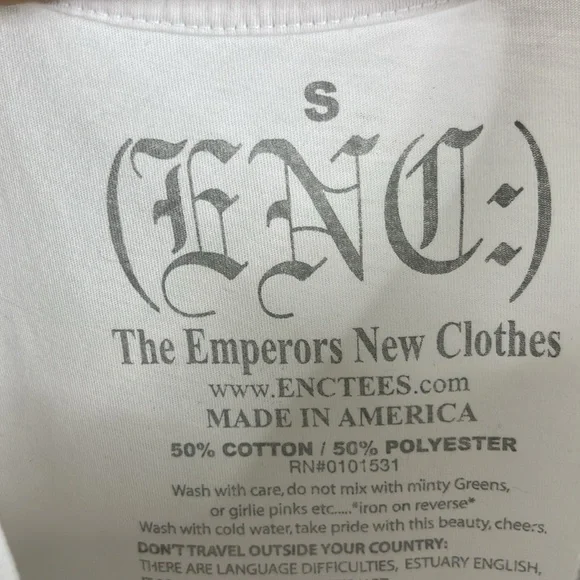 S
(ENC:)
The Emperors New Clothes
www.ENCTEES.com
MADE IN AMERICA
50% COTTON / 50% POLYESTER
RN#0101531
Wash with care, do not mix with minty Greens,
or girlie pinks etc.....*iron on reverse*
Wash with cold water, take pride with this beauty, cheers.
DON'T TRAVEL OUTSIDE YOUR COUNTRY:
THERE ARE LANGUAGE DIFFICULTIES, ESTUARY ENGLISH,